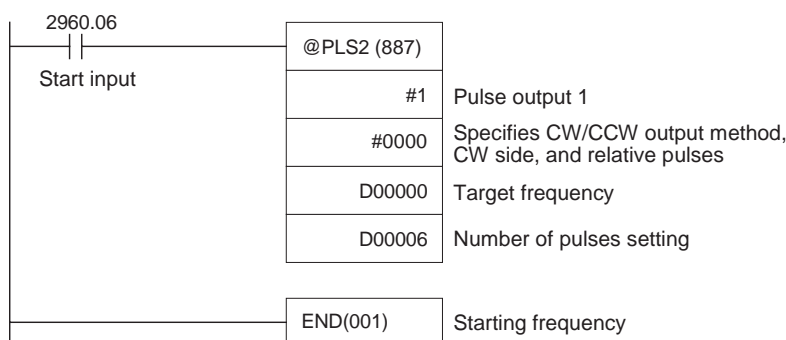 2960.06
@PLS2 (887)
Start input
#1 Pulse output 1
#0000 Specifies CW/CCW output method,
CW side, and relative pulses
D00000 Target frequency
D00006 Number of pulses setting
END(001) Starting frequency